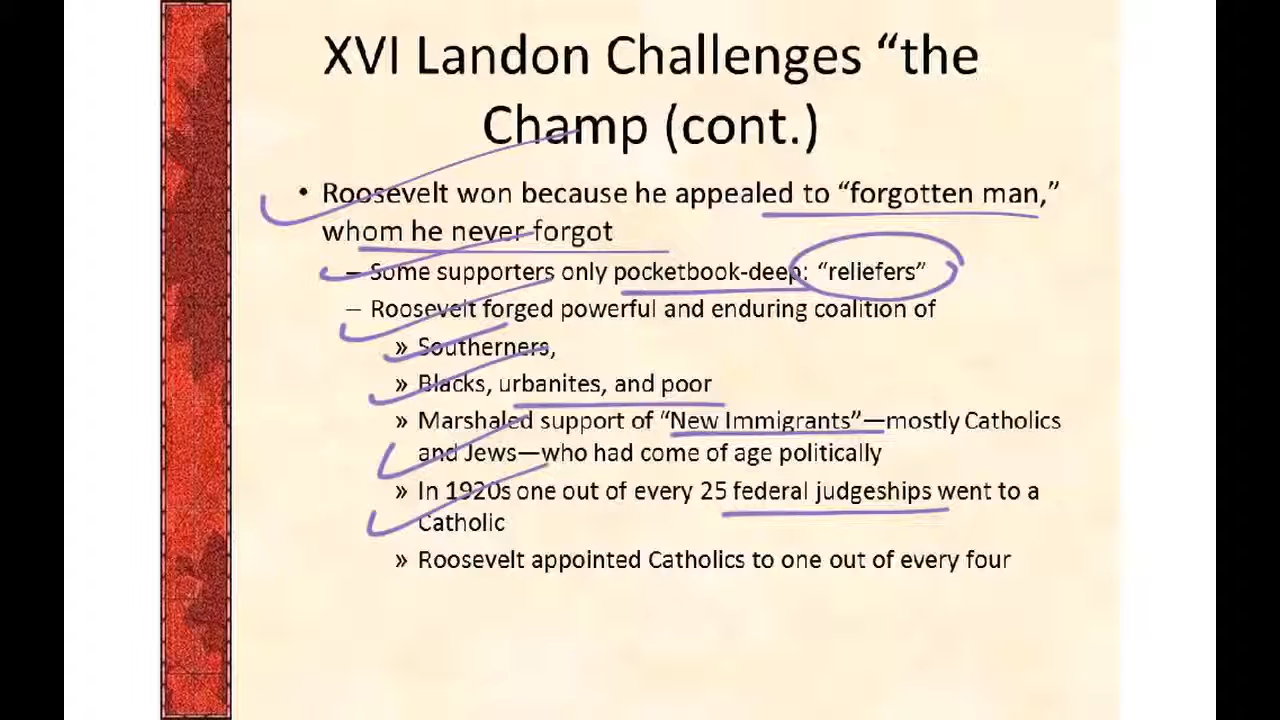 XVI Landon Challenges “the
Champ (cont.)
• Roosevelt won because he appealed to “forgotten man,”
whom he never forgot
– Some supporters only pocketbook-deep: “reliefers”
– Roosevelt forged powerful and enduring coalition of
» Southerners,
» Blacks, urbanites, and poor
» Marshaled support of “New Immigrants”—mostly Catholics
and Jews—who had come of age politically
» In 1920s one out of every 25 federal judgeships went to a
Catholic
» Roosevelt appointed Catholics to one out of every four